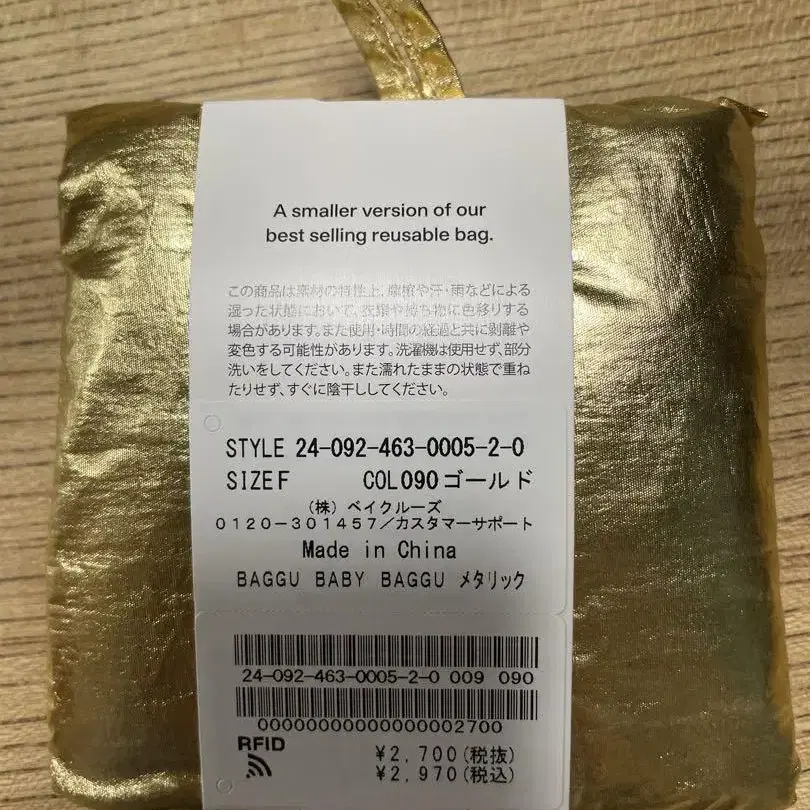 A smaller version of our
best selling reusable bag.
この商品は素材の特性上、摩擦や汗・雨などによる
湿った状態において、衣類や持ち物に色移りする
場合があります。また使用・時間の経過と共に剥離や
変色する可能性があります。洗濯機は使用せず、部分
洗いをしてください。また濡れたままの状態で重ね
たりせず、すぐに陰干ししてください。
STYLE 24-092-463-0005-2-0
SIZE F COL090ゴールド
(株) ベイクルーズ
0120-301457/カスタマーサポート
Made in China
BAGGU BABY BAGGU メタリック
24-092-463-0005-2-0 009 090
00000000000000002700
RFID
¥2,700(税抜)
¥2,970(税込)